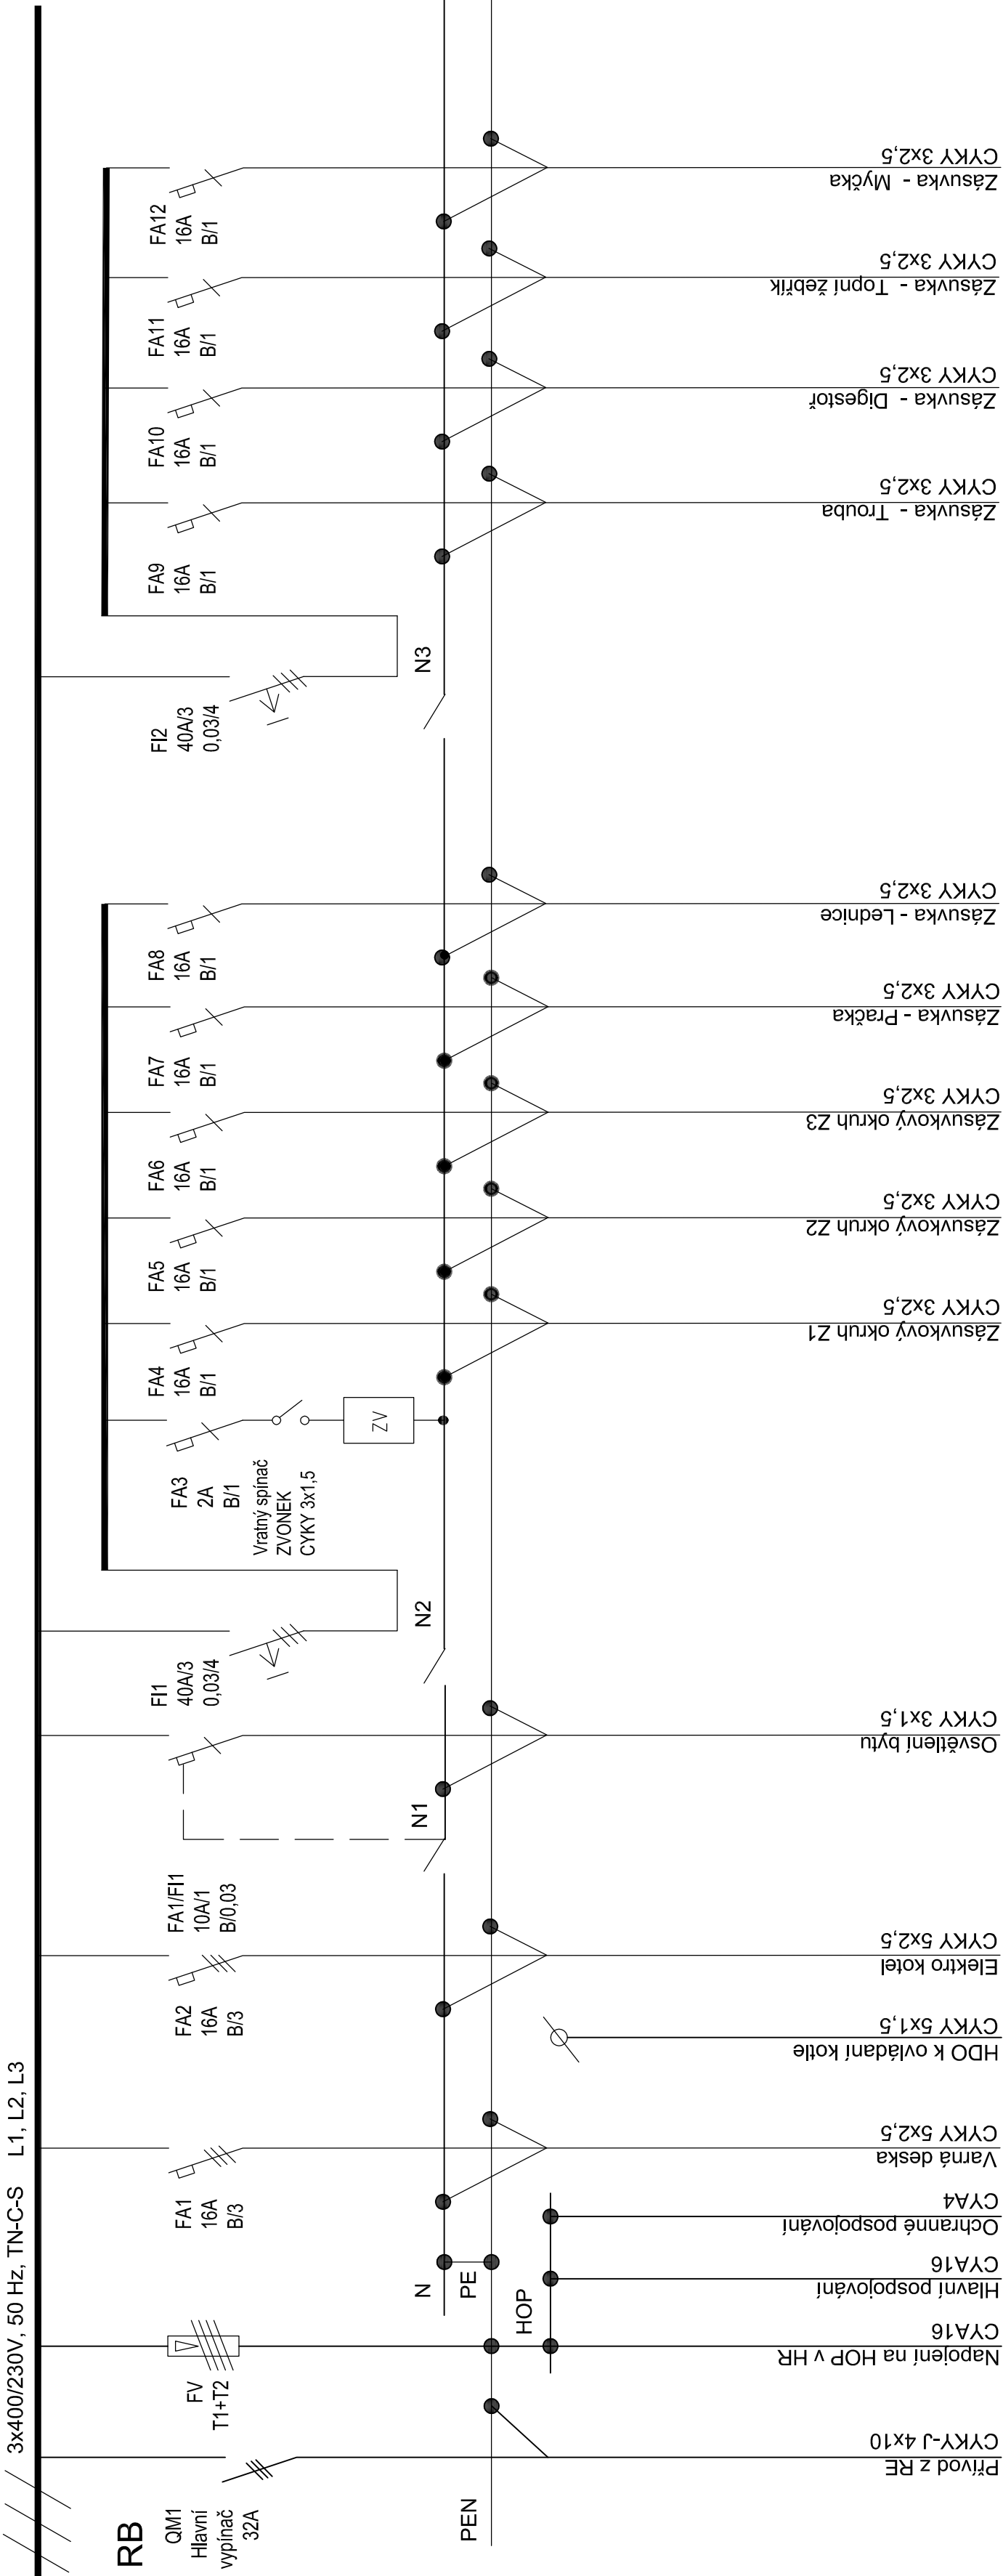 3x400/230V, 50 Hz, TN-C-S    L1, L2, L3
RB
QM1
Hlavní
vypínač
32A
FV
T1+T2
FA1
16A
B/3
FA2
16A
B/3
FA1/FI1
10A/1
B/0,03
FI1
40A/3
0,03/4
FA3
2A
B/1
Vratný spínač
ZVONEK
CYKY 3x1,5
ZV
FA4
16A
B/1
FA5
16A
B/1
FA6
16A
B/1
FA7
16A
B/1
FA8
16A
B/1
FI2
40A/3
0,03/4
FA9
16A
B/1
FA10
16A
B/1
FA11
16A
B/1
FA12
16A
B/1
PEN
N
PE
HOP
N1
N2
N3
Přívod z RE
CYKY-J 4x10
Napojení na HOP v HR
CYA16
Hlavní pospojování
CYA16
Ochranné pospojování
CYA4
Varná deska
CYKY 5x2,5
HDO k ovládaní kotle
CYKY 5x1,5
Elektro kotel
CYKY 5x2,5
Osvětlení bytu
CYKY 3x1,5
Zásuvkový okruh Z1
CYKY 3x2,5
Zásuvkový okruh Z2
CYKY 3x2,5
Zásuvkový okruh Z3
CYKY 3x2,5
Zásuvka - Pračka
CYKY 3x2,5
Zásuvka - Lednice
CYKY 3x2,5
Zásuvka - Trouba
CYKY 3x2,5
Zásuvka - Digestoř
CYKY 3x2,5
Zásuvka - Topní žebřík
CYKY 3x2,5
Zásuvka - Myčka
CYKY 3x2,5